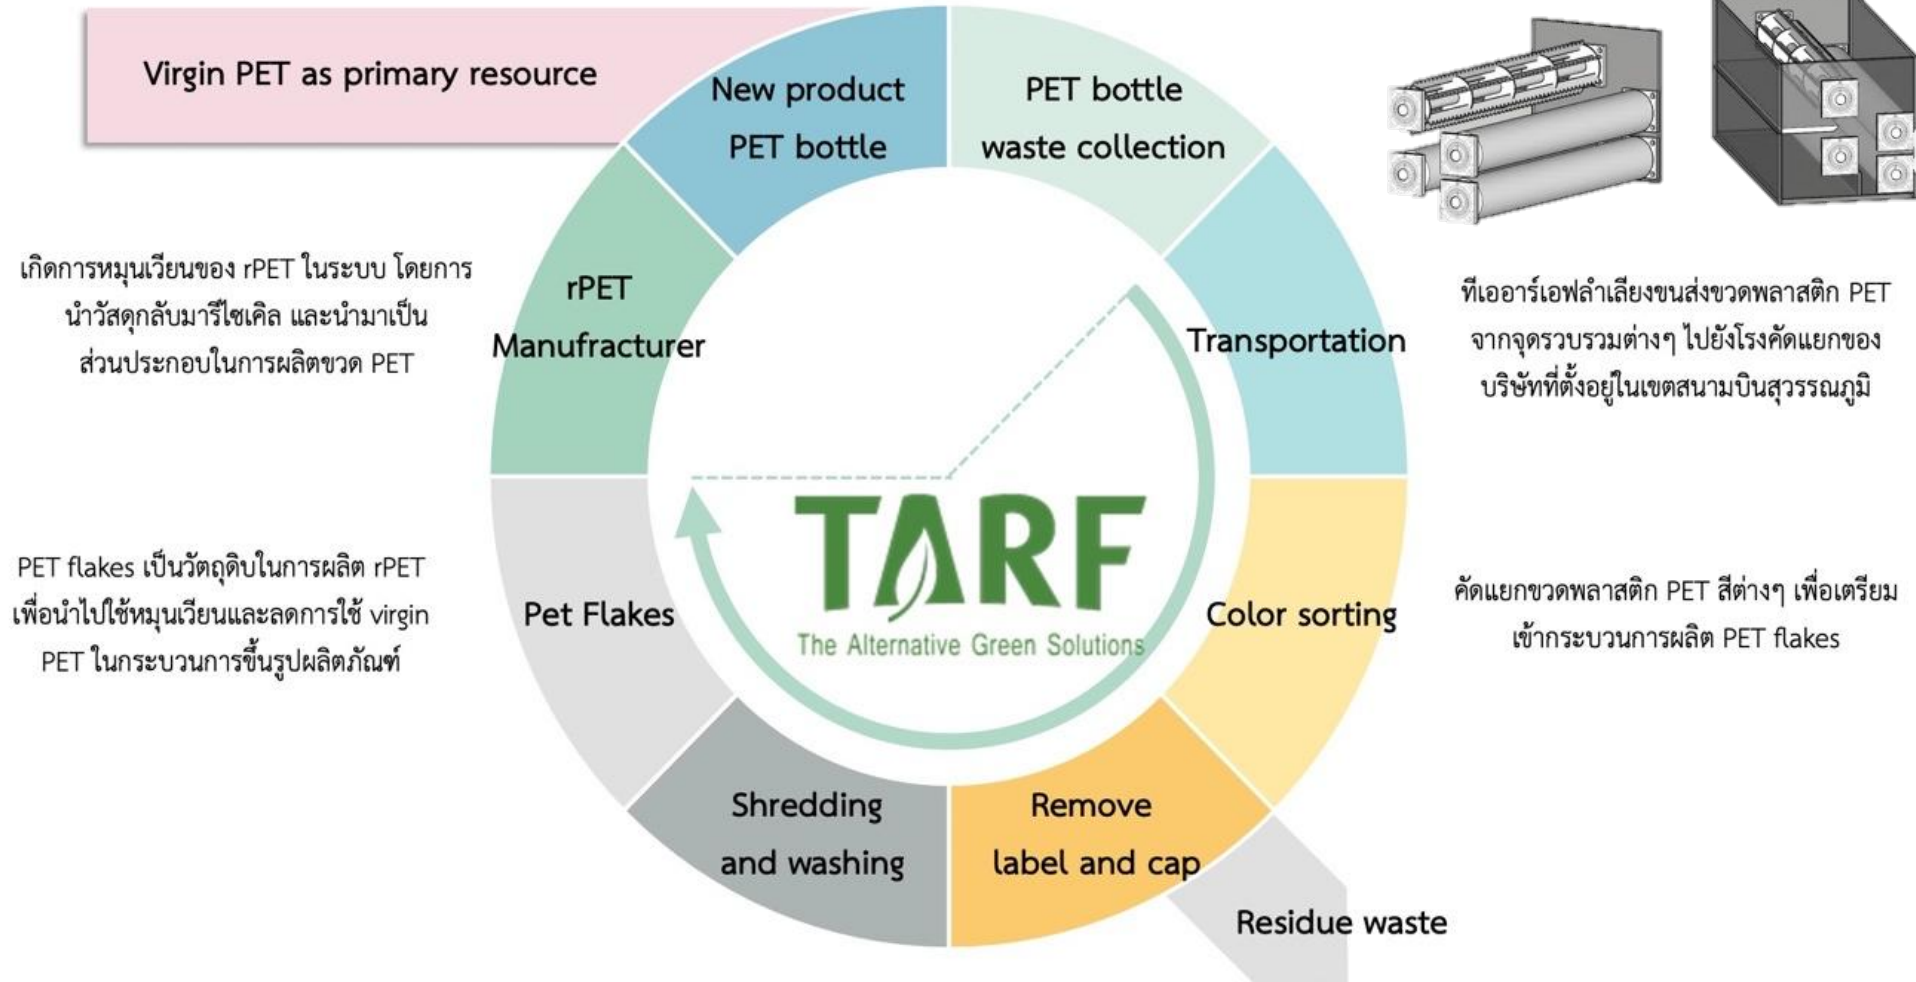 Virgin PET as primary resource
New product
PET bottle
PET bottle
waste collection
Transportation
ทีเออาร์เอฟลำเลียงขนส่งขวดพลาสติก PET
จากจุดรวบรวมต่างๆ ไปยังโรงคัดแยกของ
บริษัทที่ตั้งอยู่ในเขตสนามบินสุวรรณภูมิ
Color sorting
คัดแยกขวดพลาสติก PET สีต่างๆ เพื่อเตรียม
เข้ากระบวนการผลิต PET flakes
Remove
label and cap
Residue waste
Shredding
and washing
Pet Flakes
PET flakes เป็นวัตถุดิบในการผลิต rPET
เพื่อนำไปใช้หมุนเวียนและลดการใช้ virgin
PET ในกระบวนการขึ้นรูปผลิตภัณฑ์
rPET
Manufracturer
เกิดการหมุนเวียนของ rPET ในระบบ โดยการ
นำวัสดุกลับมารีไซเคิล และนำมาเป็น
ส่วนประกอบในการผลิตขวด PET
TARF
The Alternative Green Solutions